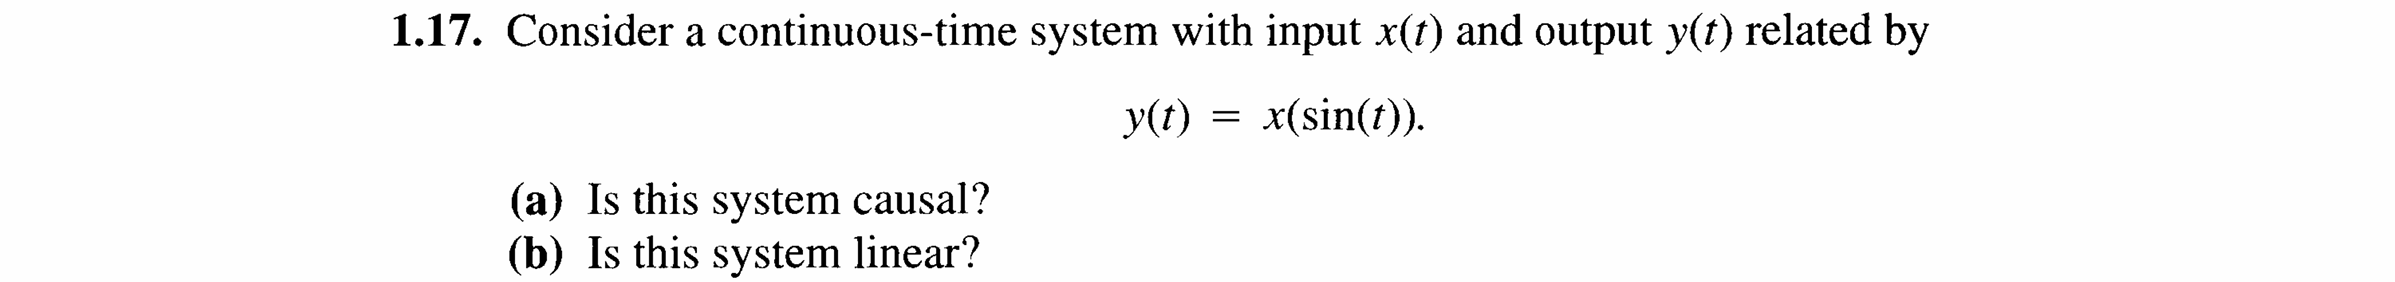 1.17. Consider a continuous-time system with input x(t) and output y(t) related by
y(t) = x(sin(t)).
(a) Is this system causal?
(b) Is this system linear?